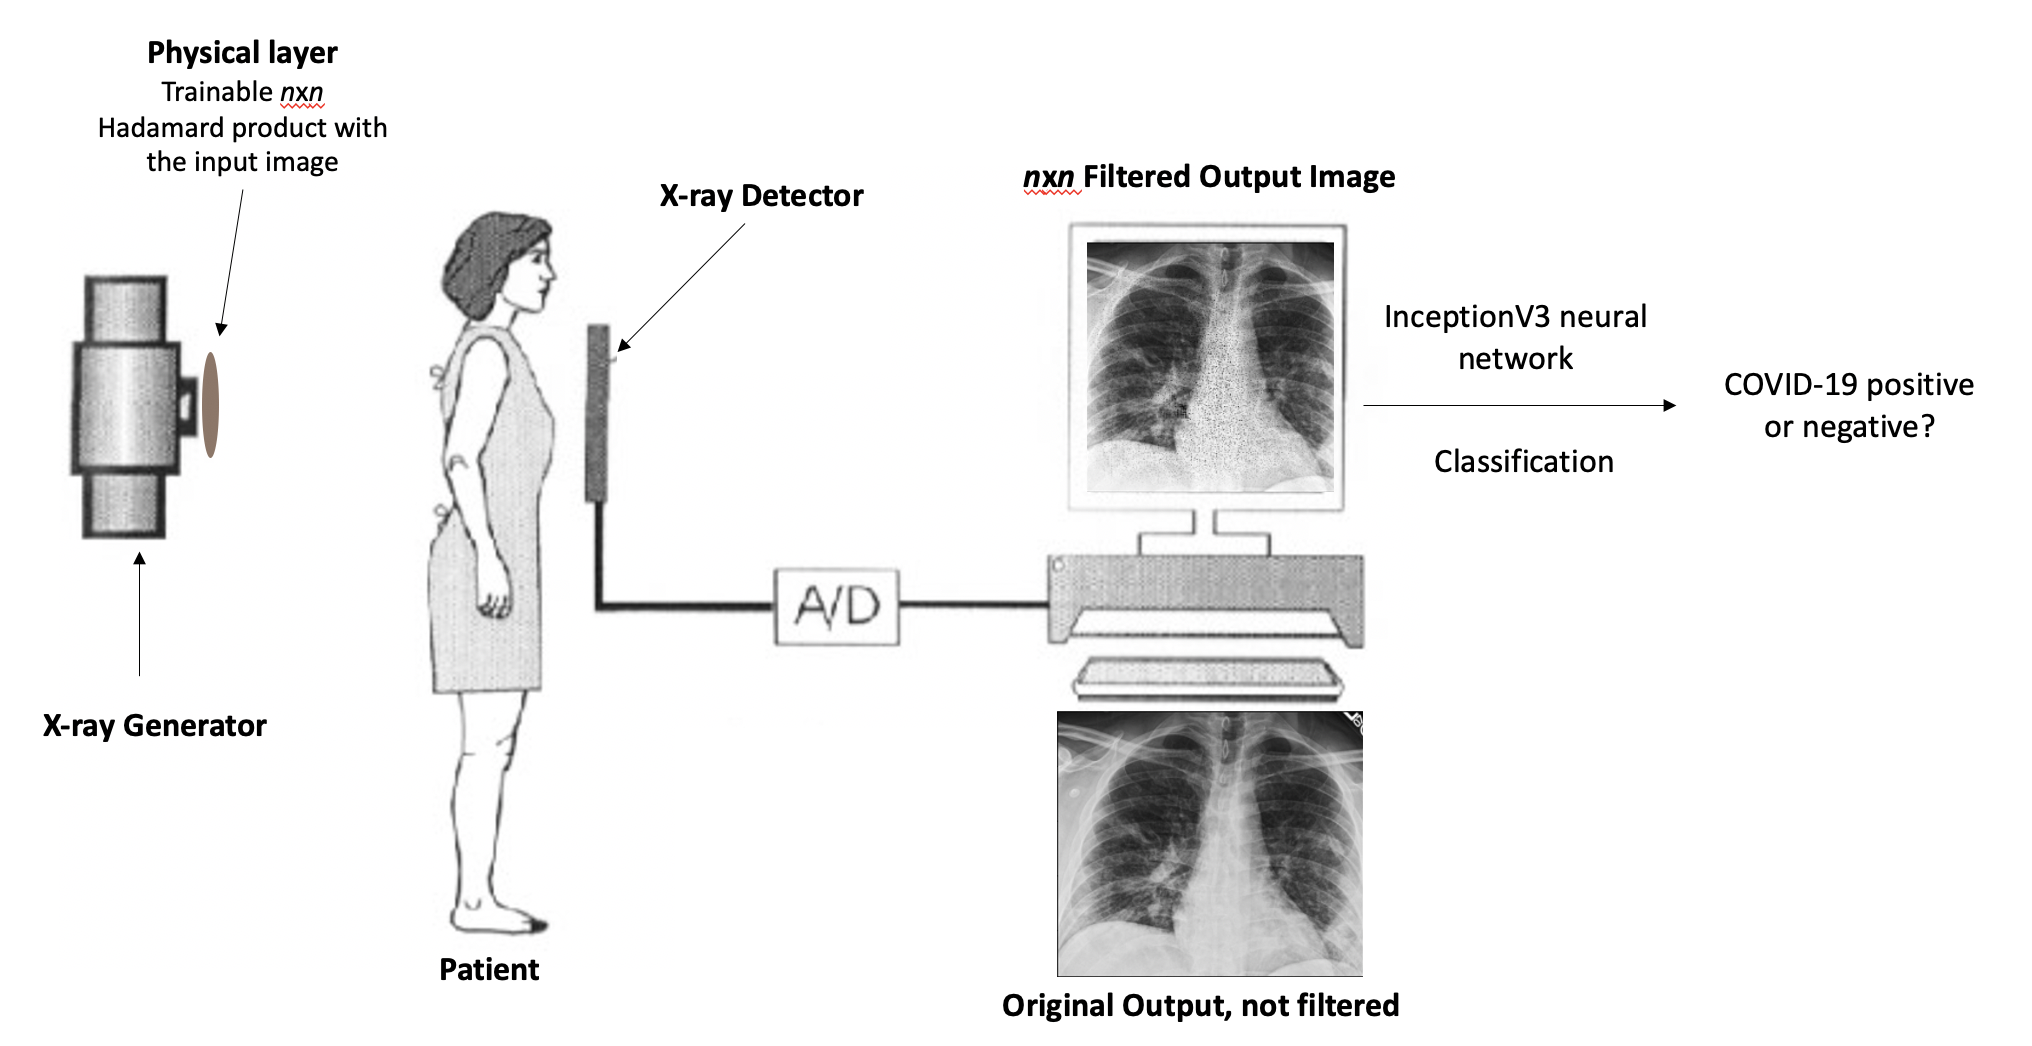 Physical layer
Trainable nxn
Hadamard product with
the input image
X-ray Detector
nxn Filtered Output Image
InceptionV3 neural
network
Classification
COVID-19 positive
or negative?
A/D
X-ray Generator
Patient
Original Output, not filtered